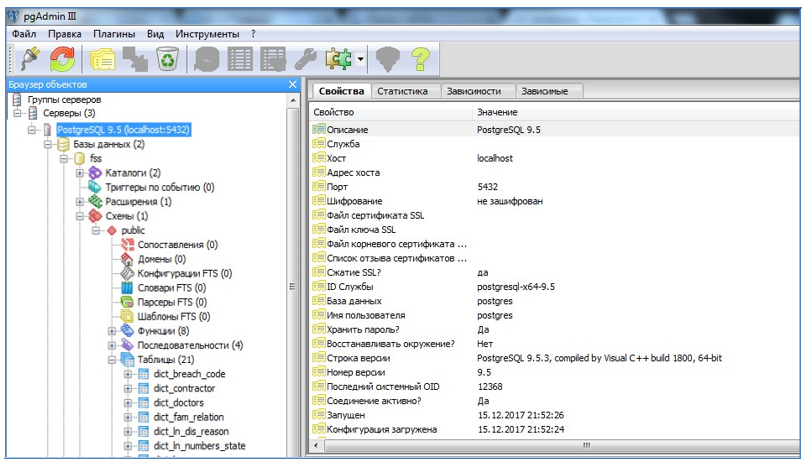 pgAdmin III
Файл Правка Плагины Вид Инструменты ?
Браузер объектов
Группы серверов
Серверы (3)
PostgreSQL 9.5 (localhost:5432)
Базы данных (2)
fss
Каталоги (2)
Триггеры по событию (0)
Расширения (1)
Схемы (1)
public
Сопоставления (0)
Домены (0)
Конфигурации FTS (0)
Словари FTS (0)
Парсеры FTS (0)
Шаблоны FTS (0)
Функции (8)
Последовательности (4)
Таблицы (21)
dict_breach_code
dict_contractor
dict_doctors
dict_fam_relation
dict_ln_dis_reason
dict_ln_numbers_state
Свойства Статистика Зависимости Зависимые
Свойство Значение
Описание PostgreSQL 9.5
Служба
Хост localhost
Адрес хоста
Порт 5432
Шифрование не зашифрован
Файл сертификата SSL
Файл ключа SSL
Файл корневого сертификата ...
Список отзыва сертификатов ...
Сжатие SSL? да
ID Службы postgresql-x64-9.5
База данных postgres
Имя пользователя postgres
Хранить пароль? Да
Восстанавливать окружение? Нет
Строка версии PostgreSQL 9.5.3, compiled by Visual C++ build 1800, 64-bit
Номер версии 9.5
Последний системный OID 12368
Соединение активно? Да
Запущен 15.12.2017 21:52:26
Конфигурация загружена 15.12.2017 21:52:24